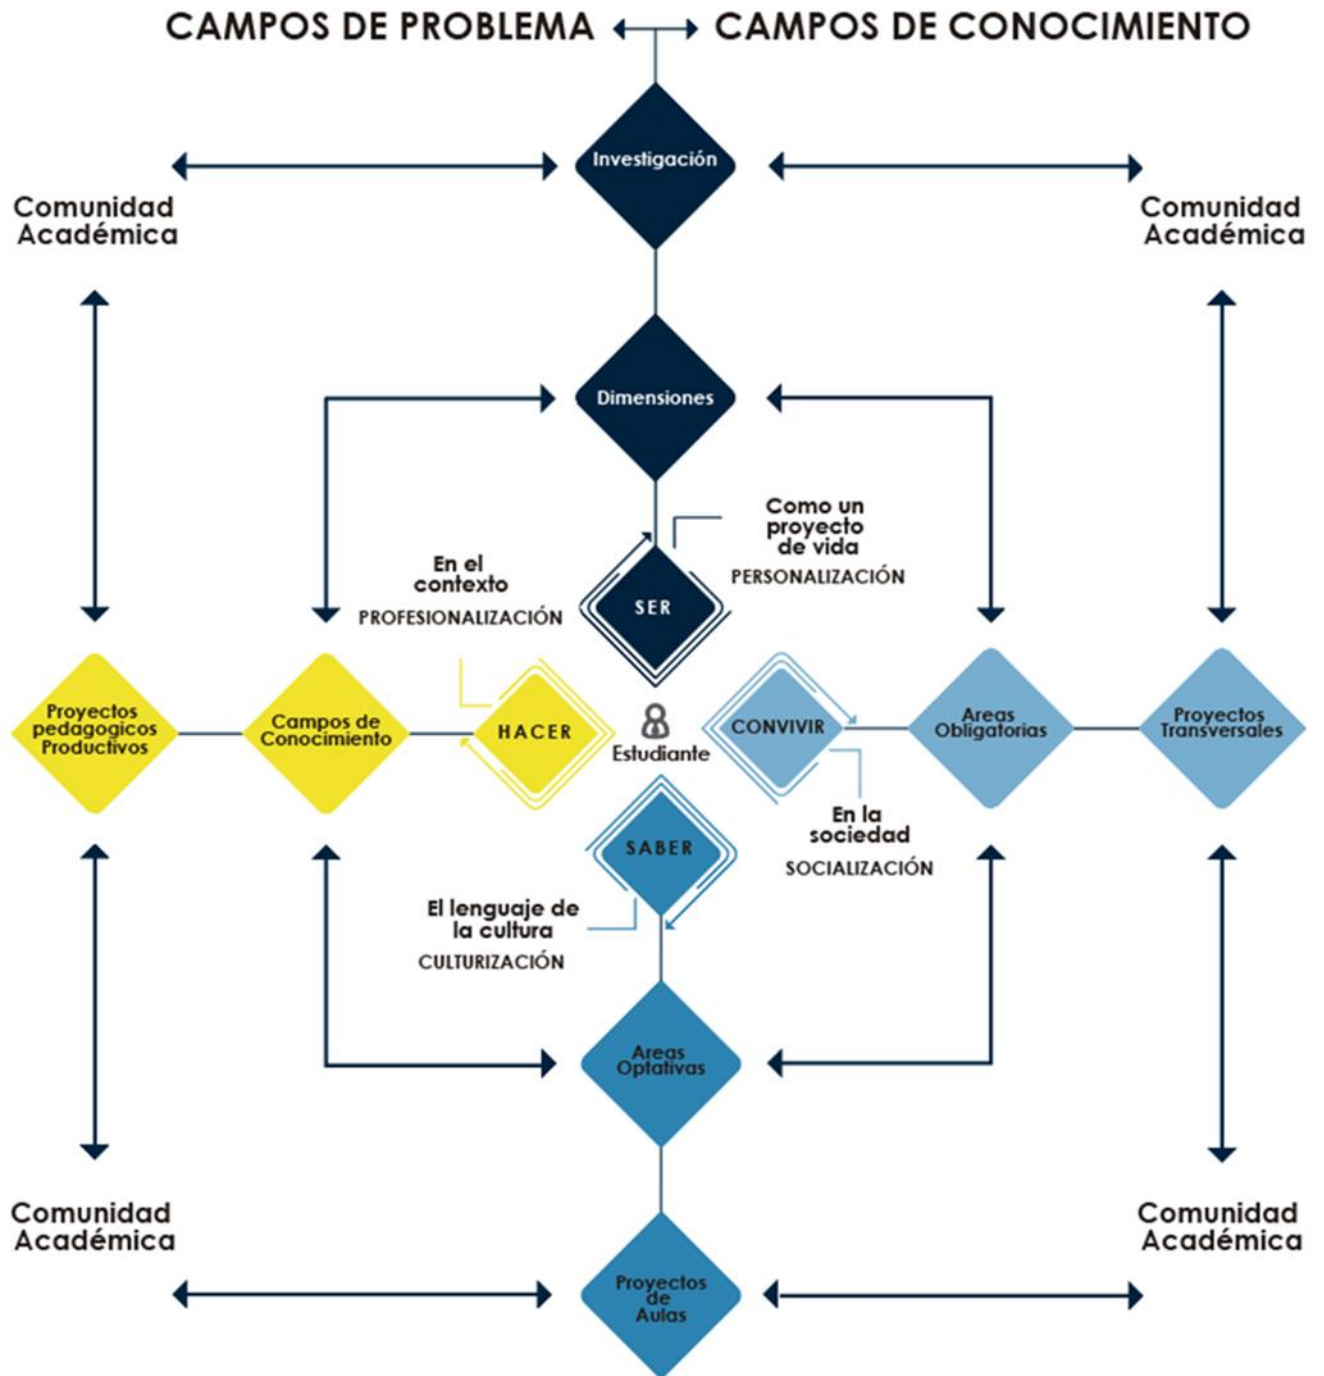 CAMPOS DE PROBLEMA
CAMPOS DE CONOCIMIENTO
Investigación
Comunidad
Académica
Comunidad
Académica
Dimensiones
Como un
proyecto
de vida
PERSONALIZACIÓN
En el
contexto
PROFESIONALIZACIÓN
SER
Proyectos
pedagogicos
Productivos
Campos de
Conocimiento
HACER
Estudiante
CONVIVIR
Areas
Obligatorias
Proyectos
Transversales
En la
sociedad
SOCIALIZACIÓN
SABER
El lenguaje de
la cultura
CULTURIZACIÓN
Areas
Optativas
Comunidad
Académica
Comunidad
Académica
Proyectos
de
Aulas